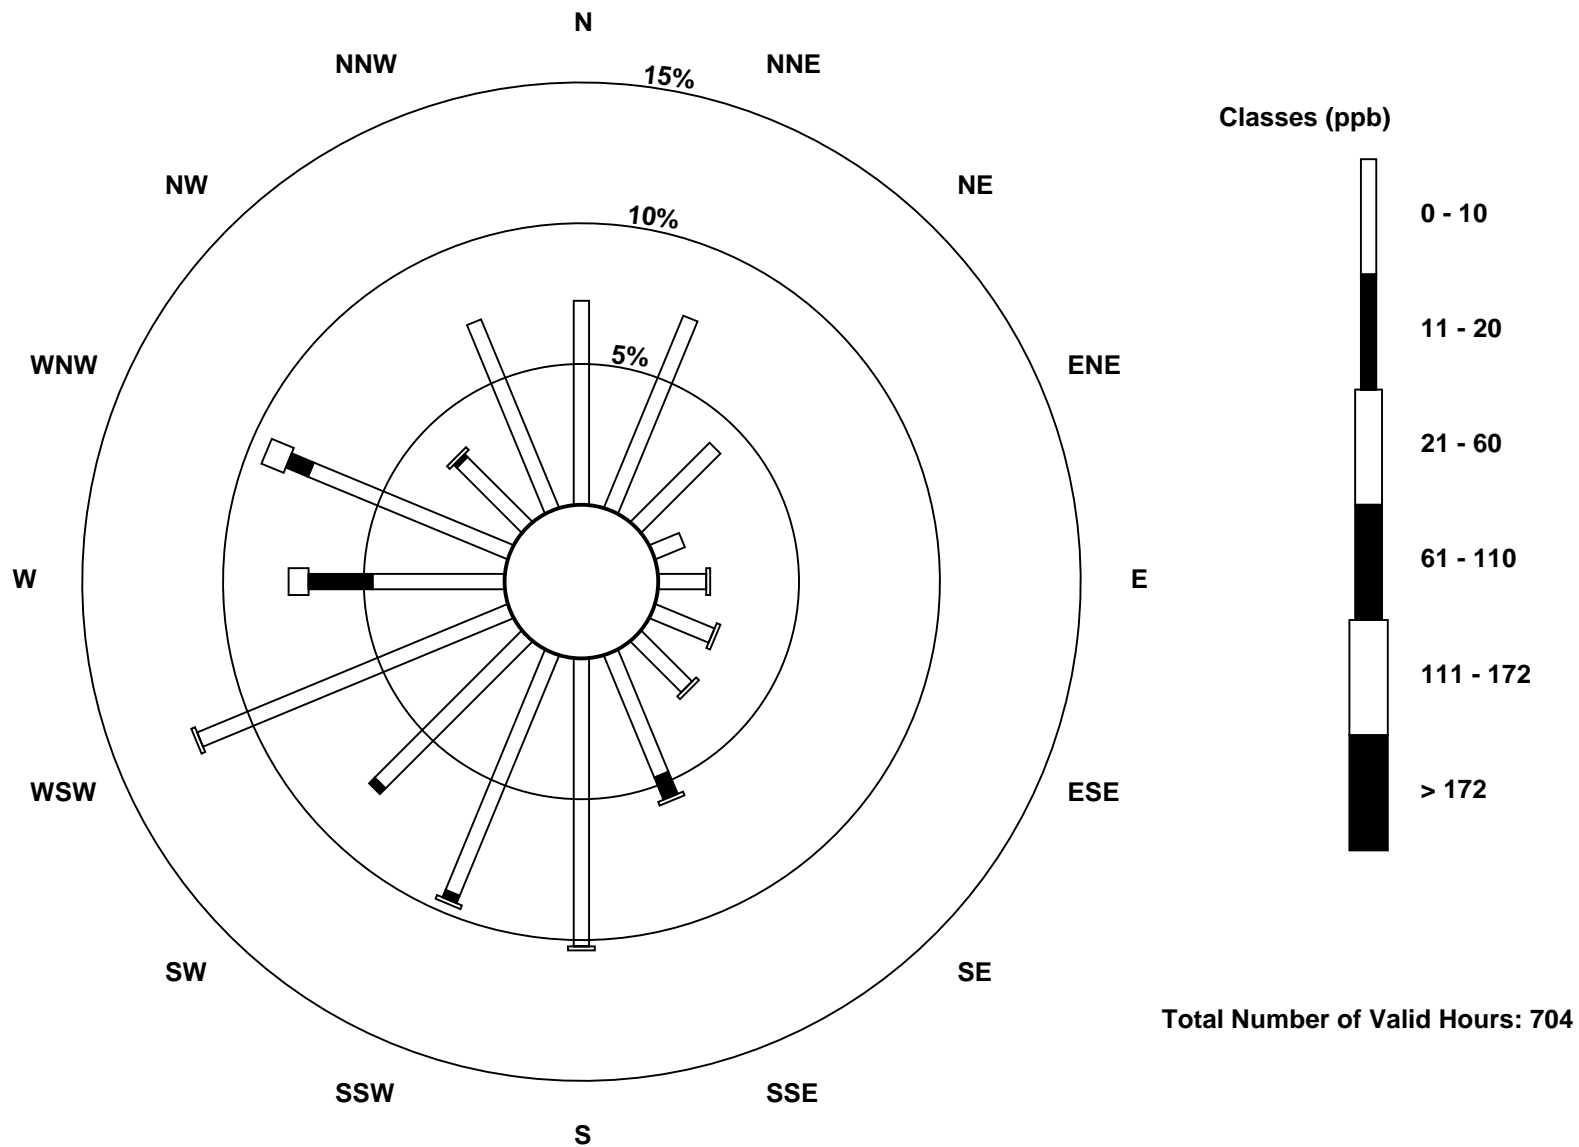 N
NNW
NNE
15%
Classes (ppb)
NW
NE
10%
0 - 10
11 - 20
5%
WNW
ENE
21 - 60
W
E
61 - 110
111 - 172
WSW
ESE
> 172
SW
SE
Total Number of Valid Hours: 704
SSW
SSE
S